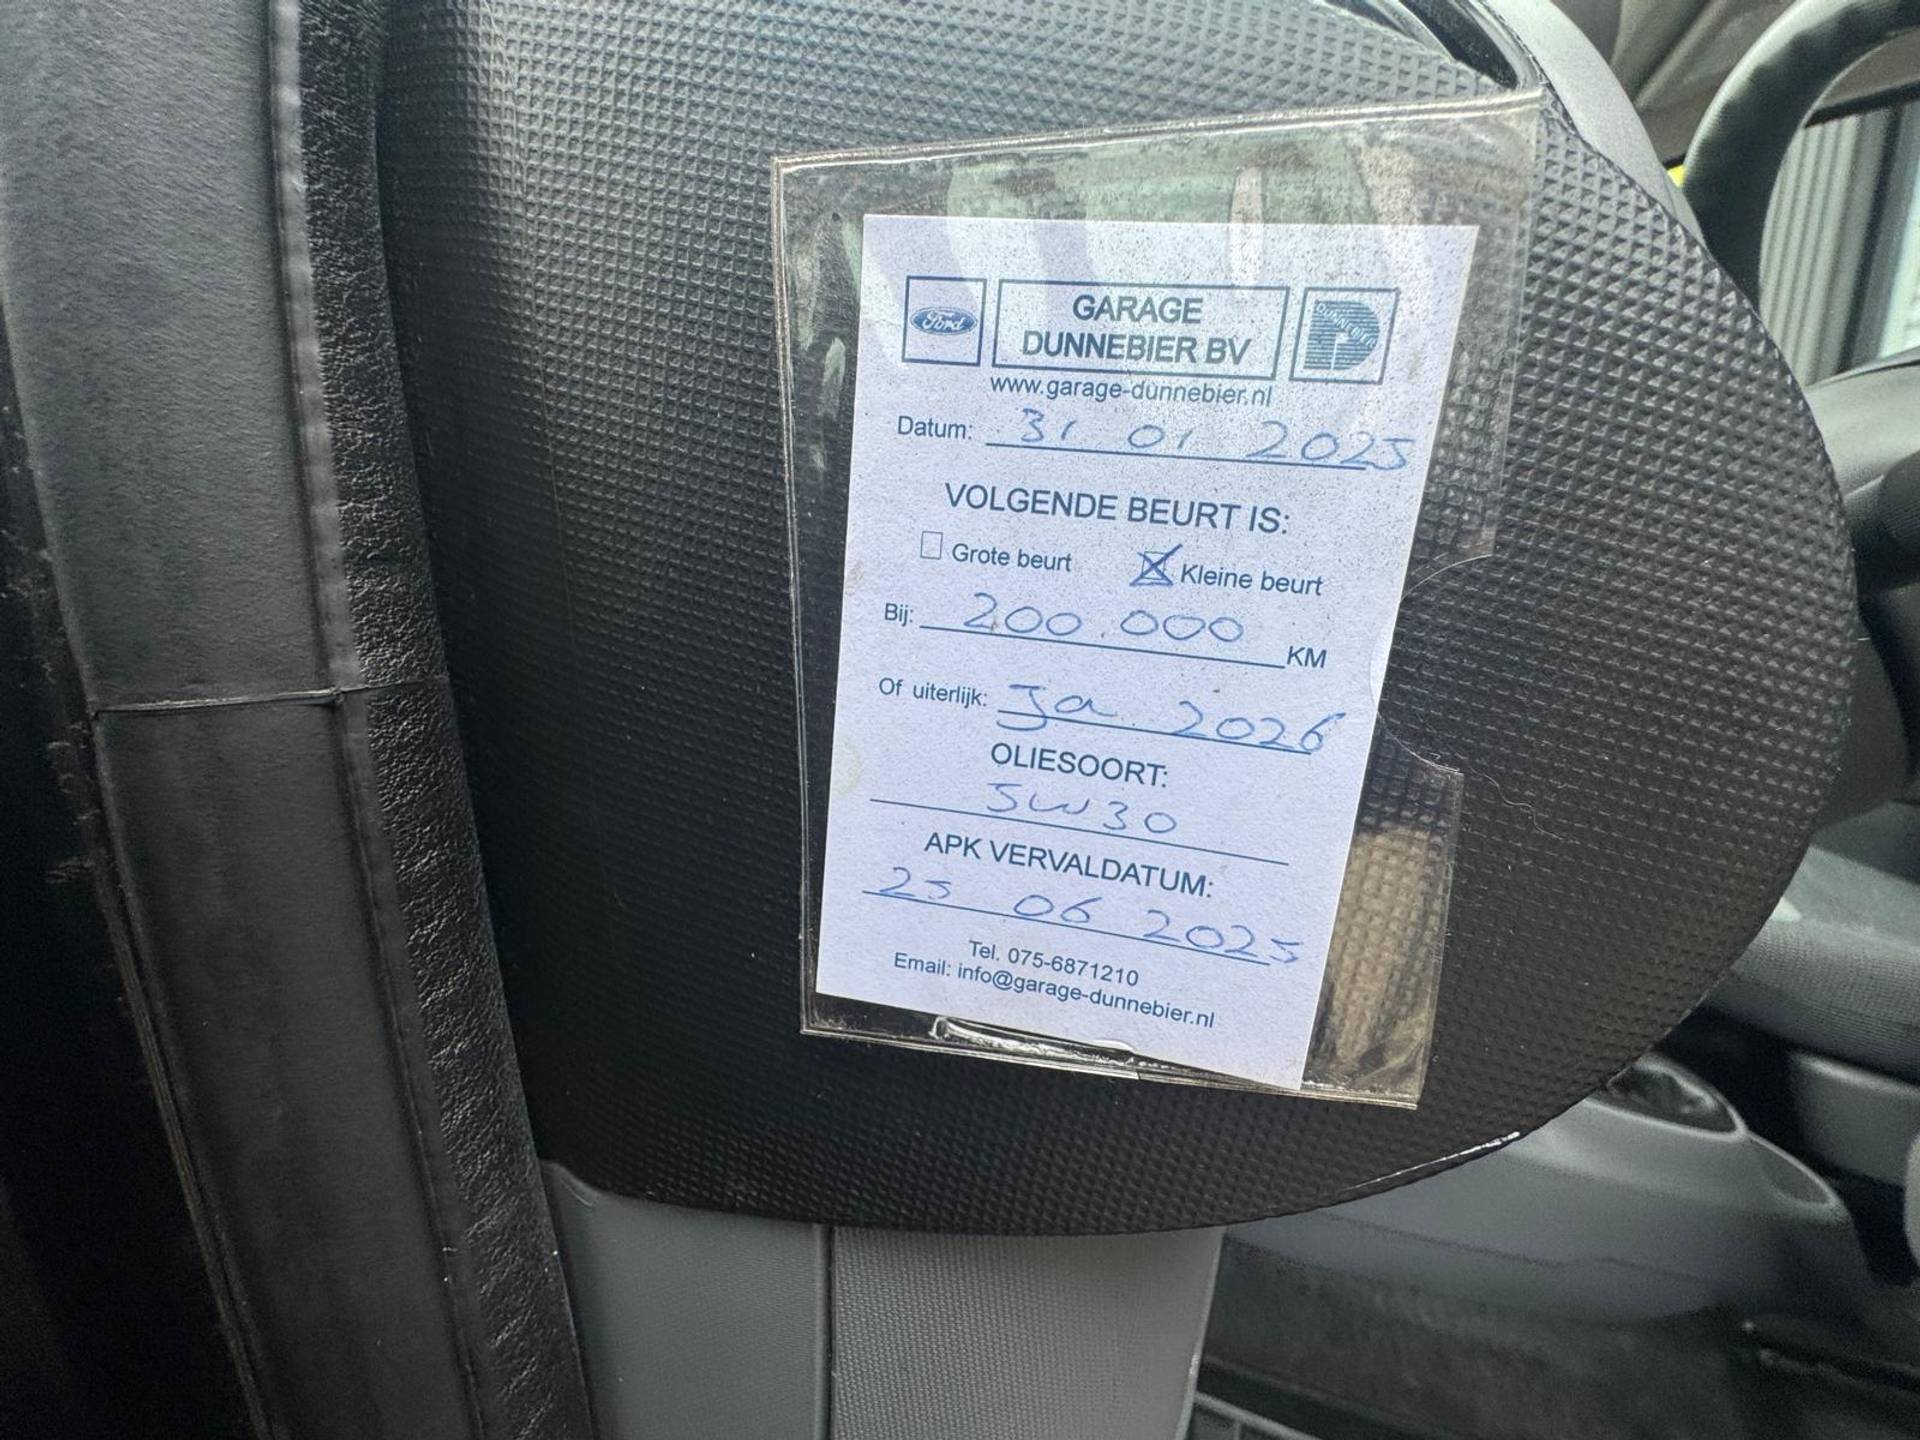 Ford
GARAGE
DUNNEBIER BV
DUNNEBIER
www.garage-dunnebier.nl
Datum: 31 01 2025
VOLGENDE BEURT IS:
Grote beurt Kleine beurt
Bij: 200.000 KM
Of uiterlijk: Ja 2026
OLIESOORT:
5W30
APK VERVALDATUM:
25 06 2025
Tel. 075-6871210
Email: info@garage-dunnebier.nl